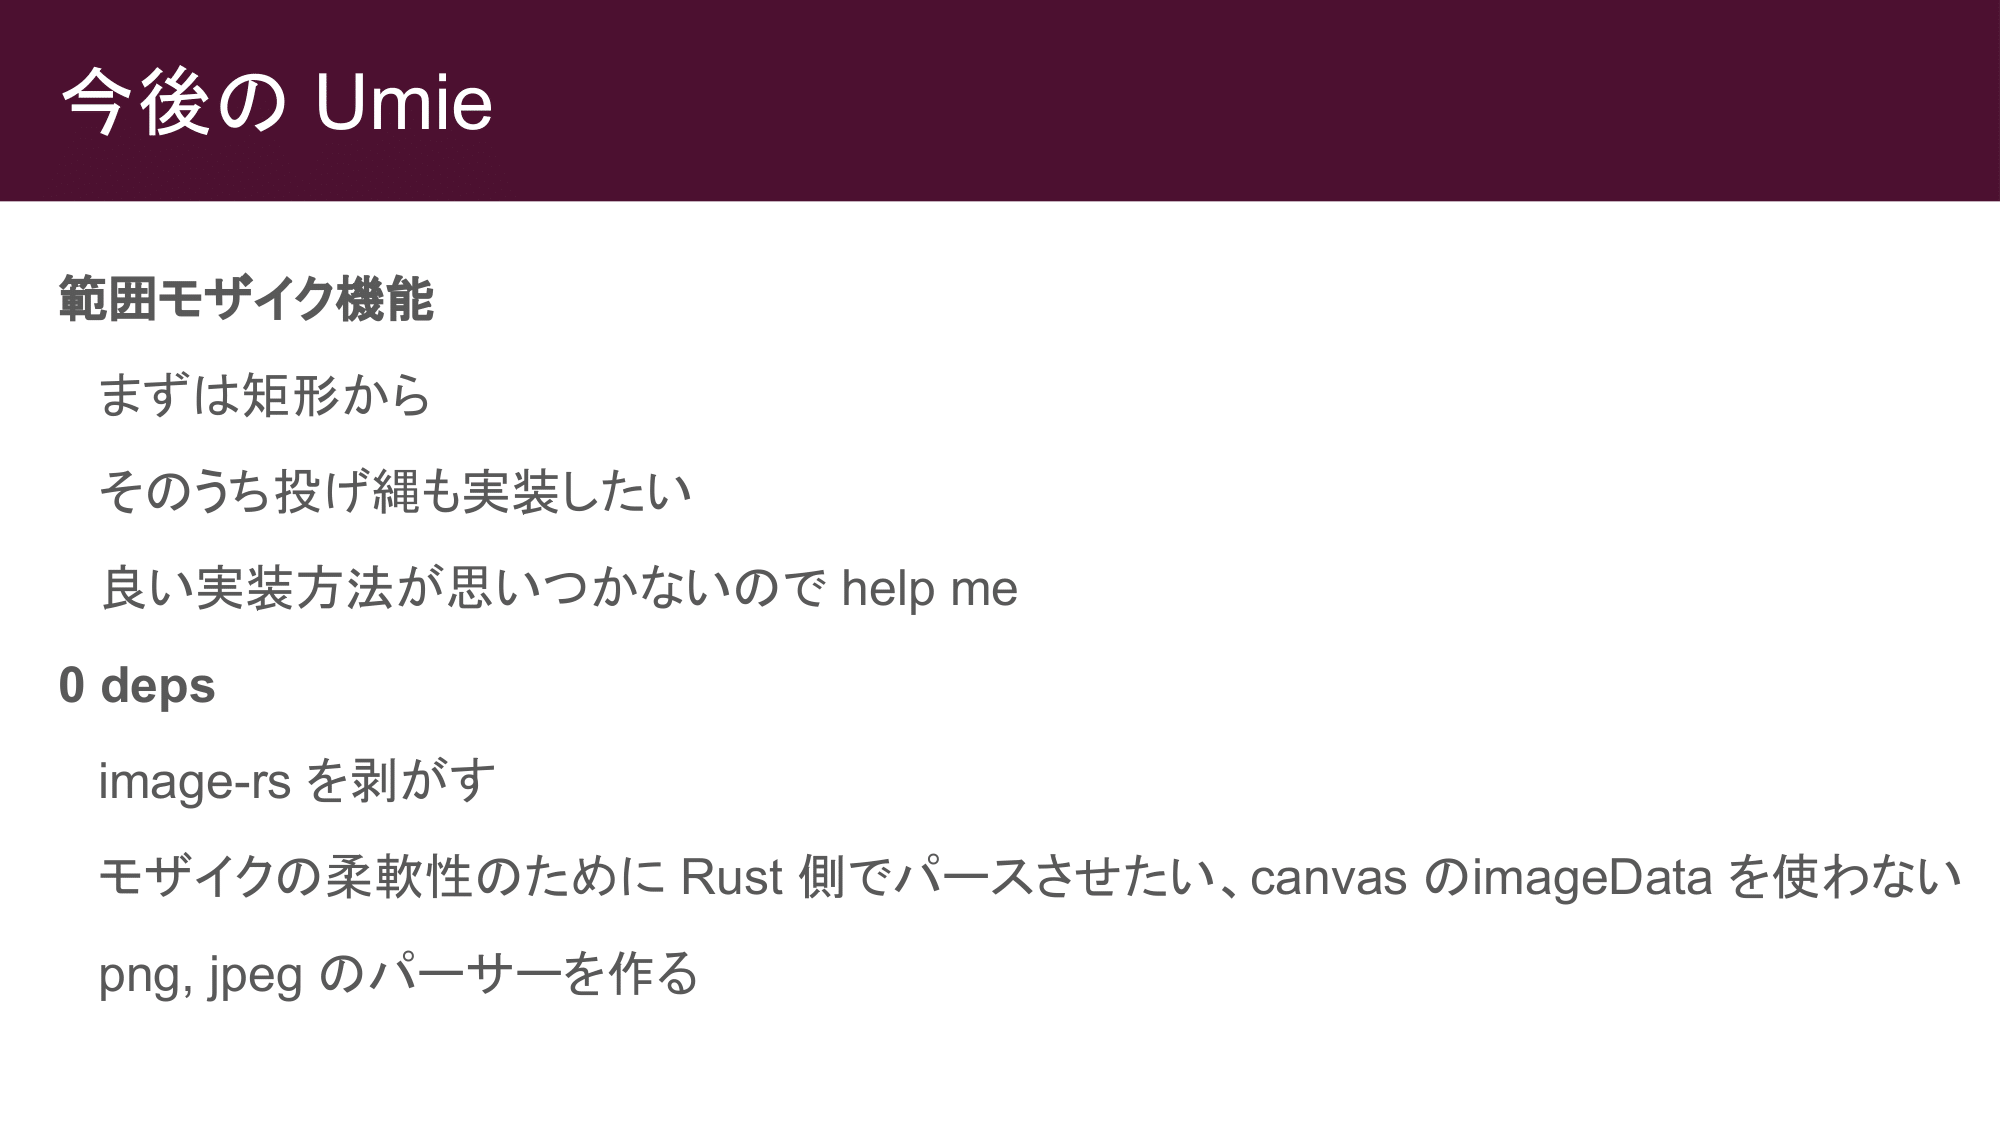 今後の Umie
範囲モザイク機能
まずは矩形から
そのうち投げ縄も実装したい
良い実装方法が思いつかないので help me
0 deps
image-rs を剥がす
モザイクの柔軟性のために Rust 側でパースさせたい、canvas のimageData を使わない
png, jpeg のパーサーを作る